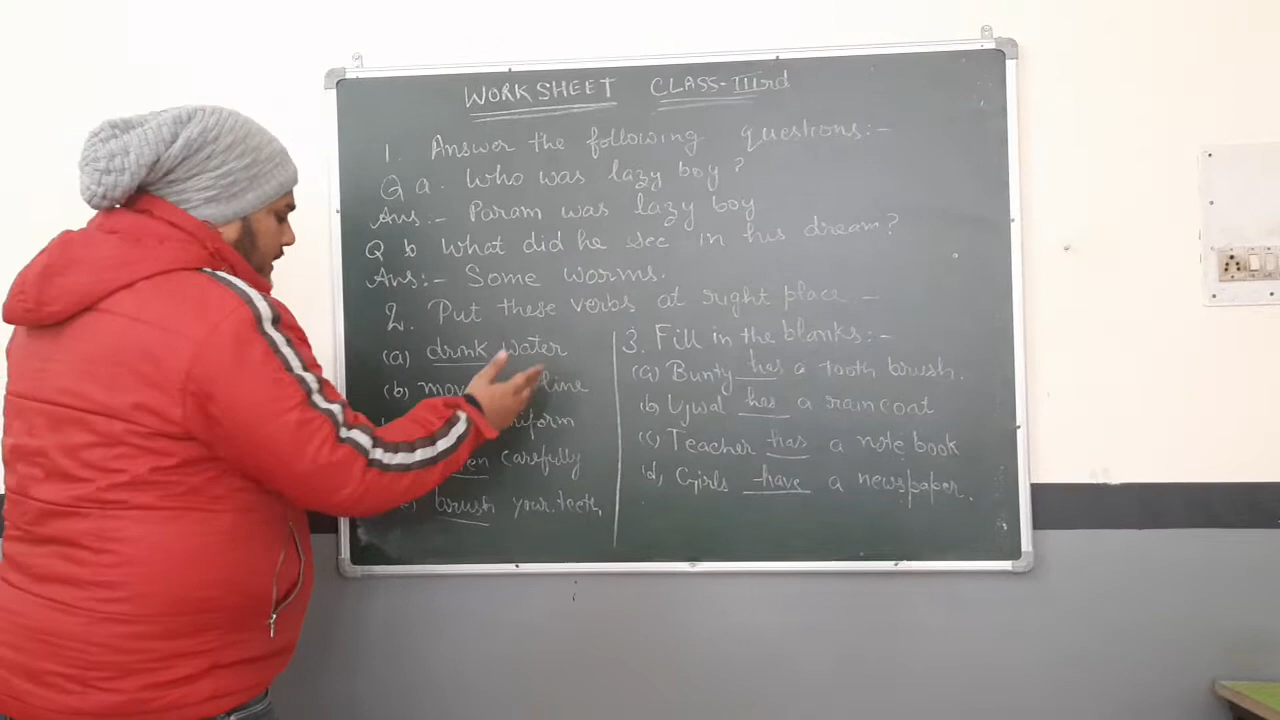 WORKSHEET CLASS-IIIrd
1. Answer the following questions:-
Q a. Who was lazy boy?
Ans:- Param was lazy boy
Q b What did he see in his dream?
Ans:- Some worms.
2. Put these verbs at right place -
(a) drink water
(b) line
carefully
brush your teeth,
3. Fill in the blanks:-
(a) Bunty has a tooth brush.
(b) Ujwal has a raincoat
(c) Teacher has a note book
(d) Girls have a newspaper.